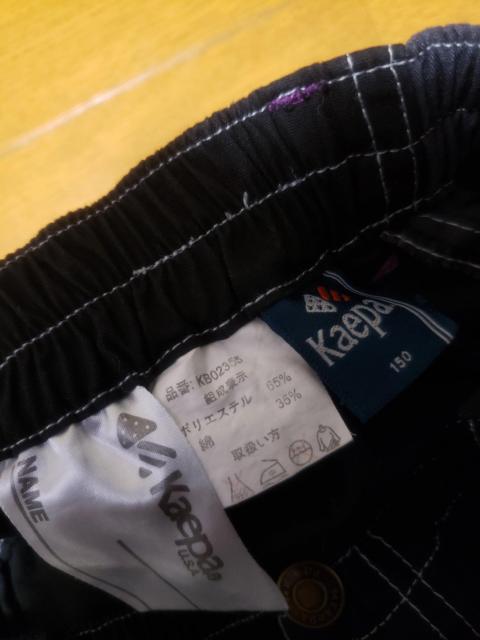 Kaepa
150
品番: KB02355
組成表示
ポリエステル 65%
綿 35%
取扱い方
Kaepa®
U.S.A
NAME